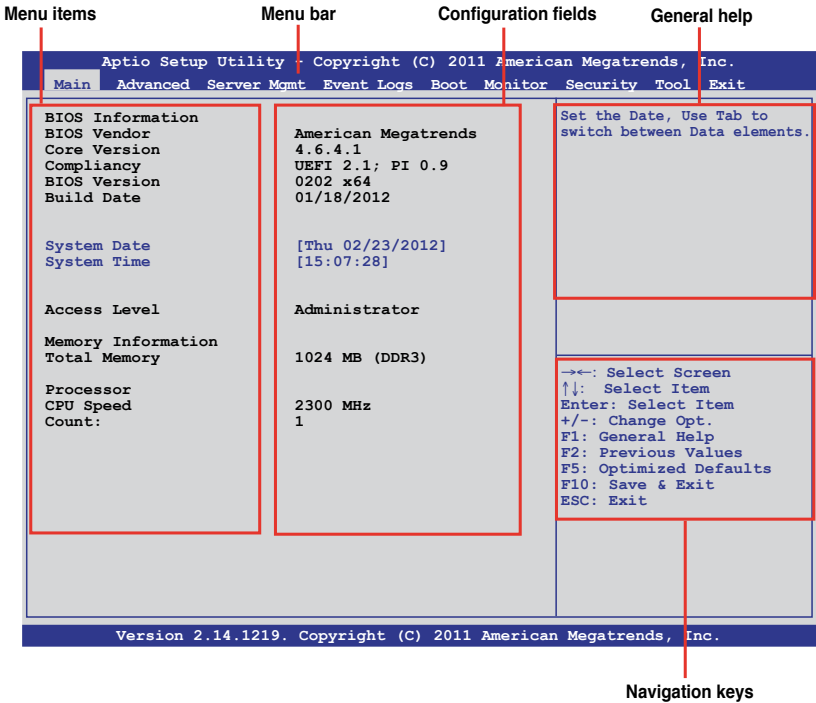 Menu items
Menu bar
Configuration fields
General help
Aptio Setup Utility - Copyright (C) 2011 American Megatrends, Inc.
Main Advanced Server Mgmt Event Logs Boot Monitor Security Tool Exit
BIOS Information
BIOS Vendor American Megatrends
Core Version 4.6.4.1
Compliancy UEFI 2.1; PI 0.9
BIOS Version 0202 x64
Build Date 01/18/2012
System Date [Thu 02/23/2012]
System Time [15:07:28]
Access Level Administrator
Memory Information
Total Memory 1024 MB (DDR3)
Processor
CPU Speed 2300 MHz
Count: 1
Set the Date, Use Tab to
switch between Data elements.
→←: Select Screen
↑↓: Select Item
Enter: Select Item
+/-: Change Opt.
F1: General Help
F2: Previous Values
F5: Optimized Defaults
F10: Save & Exit
ESC: Exit
Version 2.14.1219. Copyright (C) 2011 American Megatrends, Inc.
Navigation keys